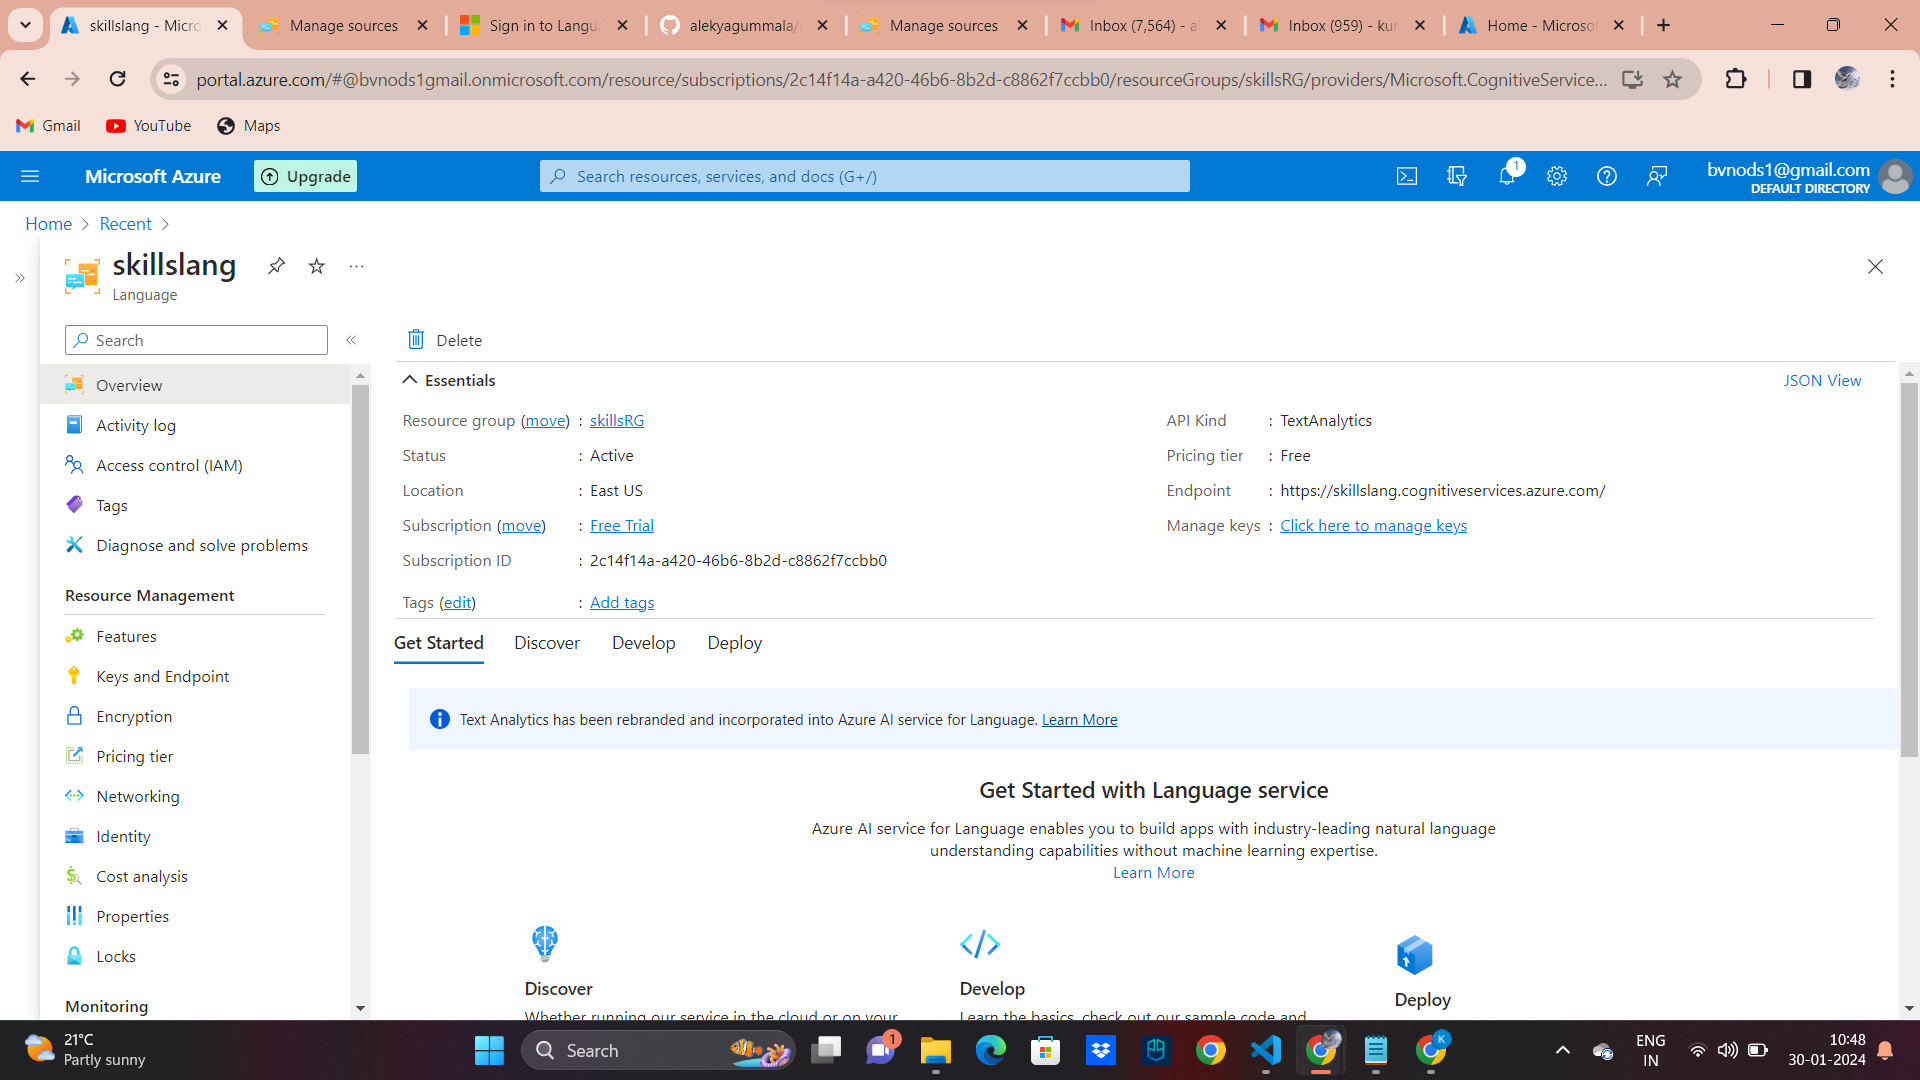 skillslang - Micro
Manage sources
Sign in to Langua
alekyagummala/
Manage sources
Inbox (7,564) - al
Inbox (959) - kur
Home - Microsof
portal.azure.com/#@bvnods1gmail.onmicrosoft.com/resource/subscriptions/2c14f14a-a420-46b6-8b2d-c8862f7ccbb0/resourceGroups/skillsRG/providers/Microsoft.CognitiveService...
Gmail
YouTube
Maps
Microsoft Azure
Upgrade
Search resources, services, and docs (G+/)
1
bvnods1@gmail.com
DEFAULT DIRECTORY
Home
Recent
skillslang
Language
Search
Delete
Essentials
JSON View
Resource group (move) : skillsRG
Status : Active
Location : East US
Subscription (move) : Free Trial
Subscription ID : 2c14f14a-a420-46b6-8b2d-c8862f7ccbb0
Tags (edit) : Add tags
API Kind : TextAnalytics
Pricing tier : Free
Endpoint : https://skillslang.cognitiveservices.azure.com/
Manage keys : Click here to manage keys
Overview
Activity log
Access control (IAM)
Tags
Diagnose and solve problems
Resource Management
Features
Keys and Endpoint
Encryption
Pricing tier
Networking
Identity
Cost analysis
Properties
Locks
Monitoring
Get Started
Discover
Develop
Deploy
Text Analytics has been rebranded and incorporated into Azure AI service for Language. Learn More
Get Started with Language service
Azure AI service for Language enables you to build apps with industry-leading natural language
understanding capabilities without machine learning expertise.
Learn More
Discover
Whether running our service in the cloud or on your
Develop
Learn the basics, check out our sample code and
Deploy
21°C
Partly sunny
Search
1
K
ENG
IN
10:48
30-01-2024